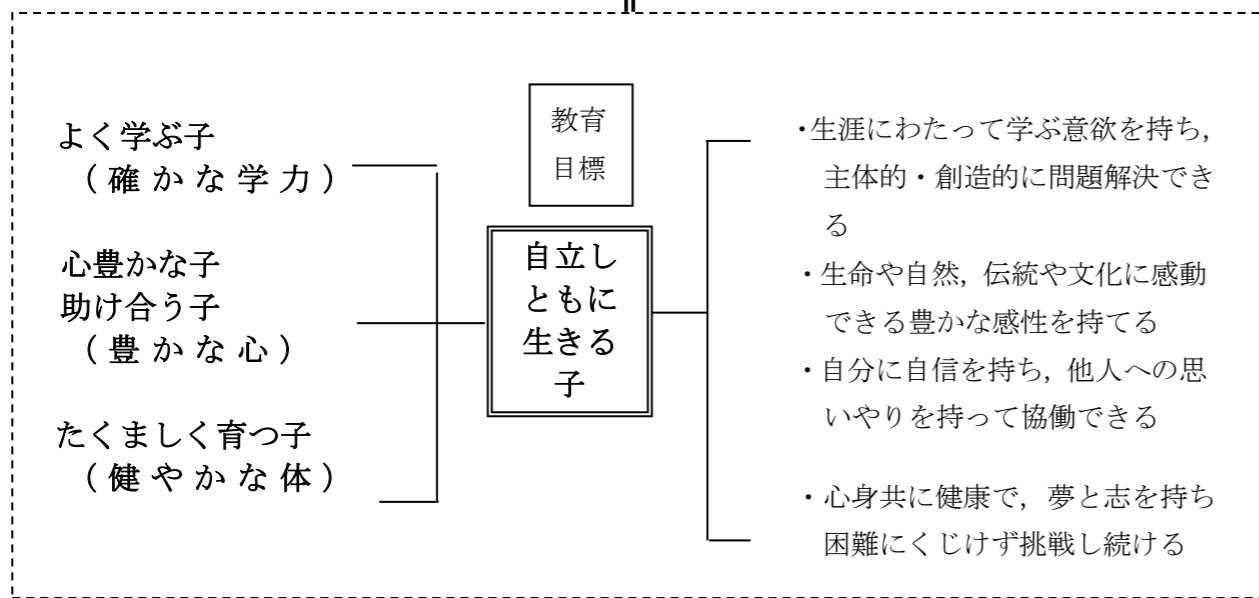 よく学ぶ子
（確かな学力）
心豊かな子
助け合う子
（豊かな心）
たくましく育つ子
（健やかな体）
教育
目標
自立し
ともに
生きる
子
・生涯にわたって学ぶ意欲を持ち，
主体的・創造的に問題解決でき
る
・生命や自然，伝統や文化に感動
できる豊かな感性を持てる
・自分に自信を持ち，他人への思
いやりを持って協働できる
・心身共に健康で，夢と志を持ち
困難にくじけず挑戦し続ける